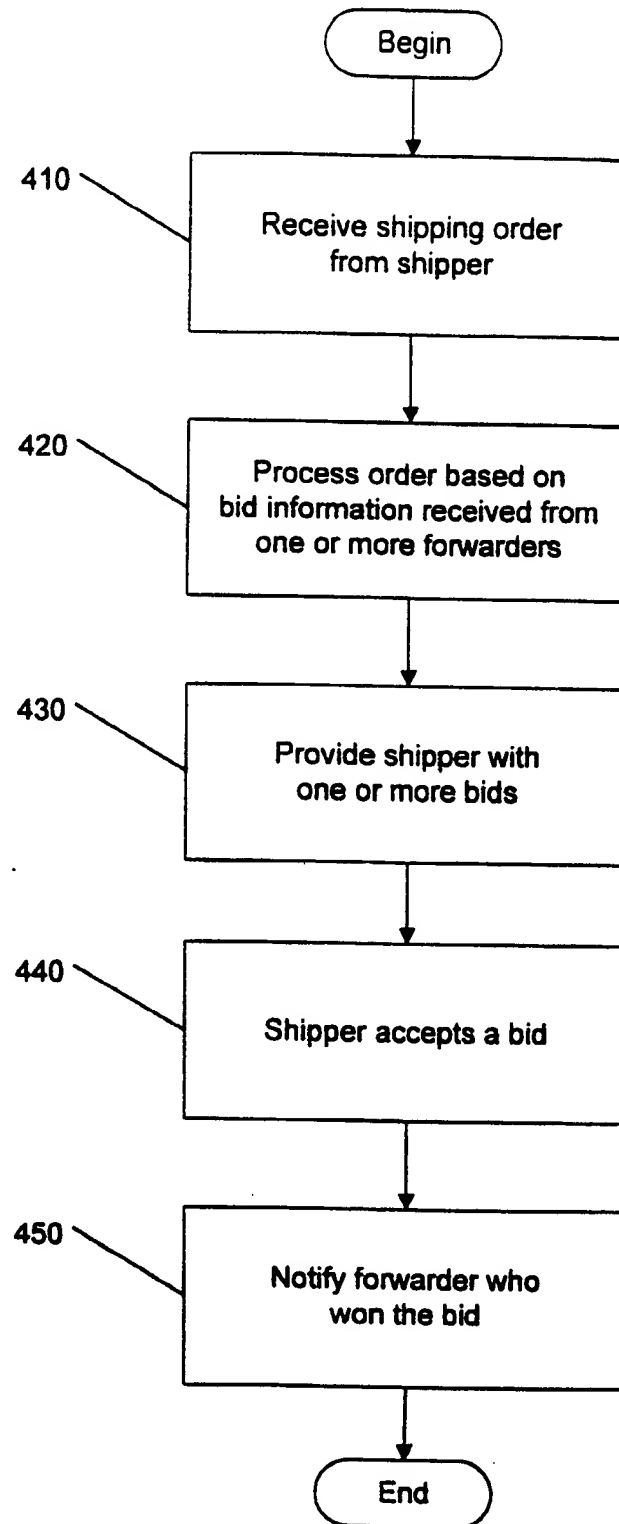 Begin
410
Receive shipping order
from shipper
420
Process order based on
bid information received from
one or more forwarders
430
Provide shipper with
one or more bids
440
Shipper accepts a bid
450
Notify forwarder who
won the bid
End